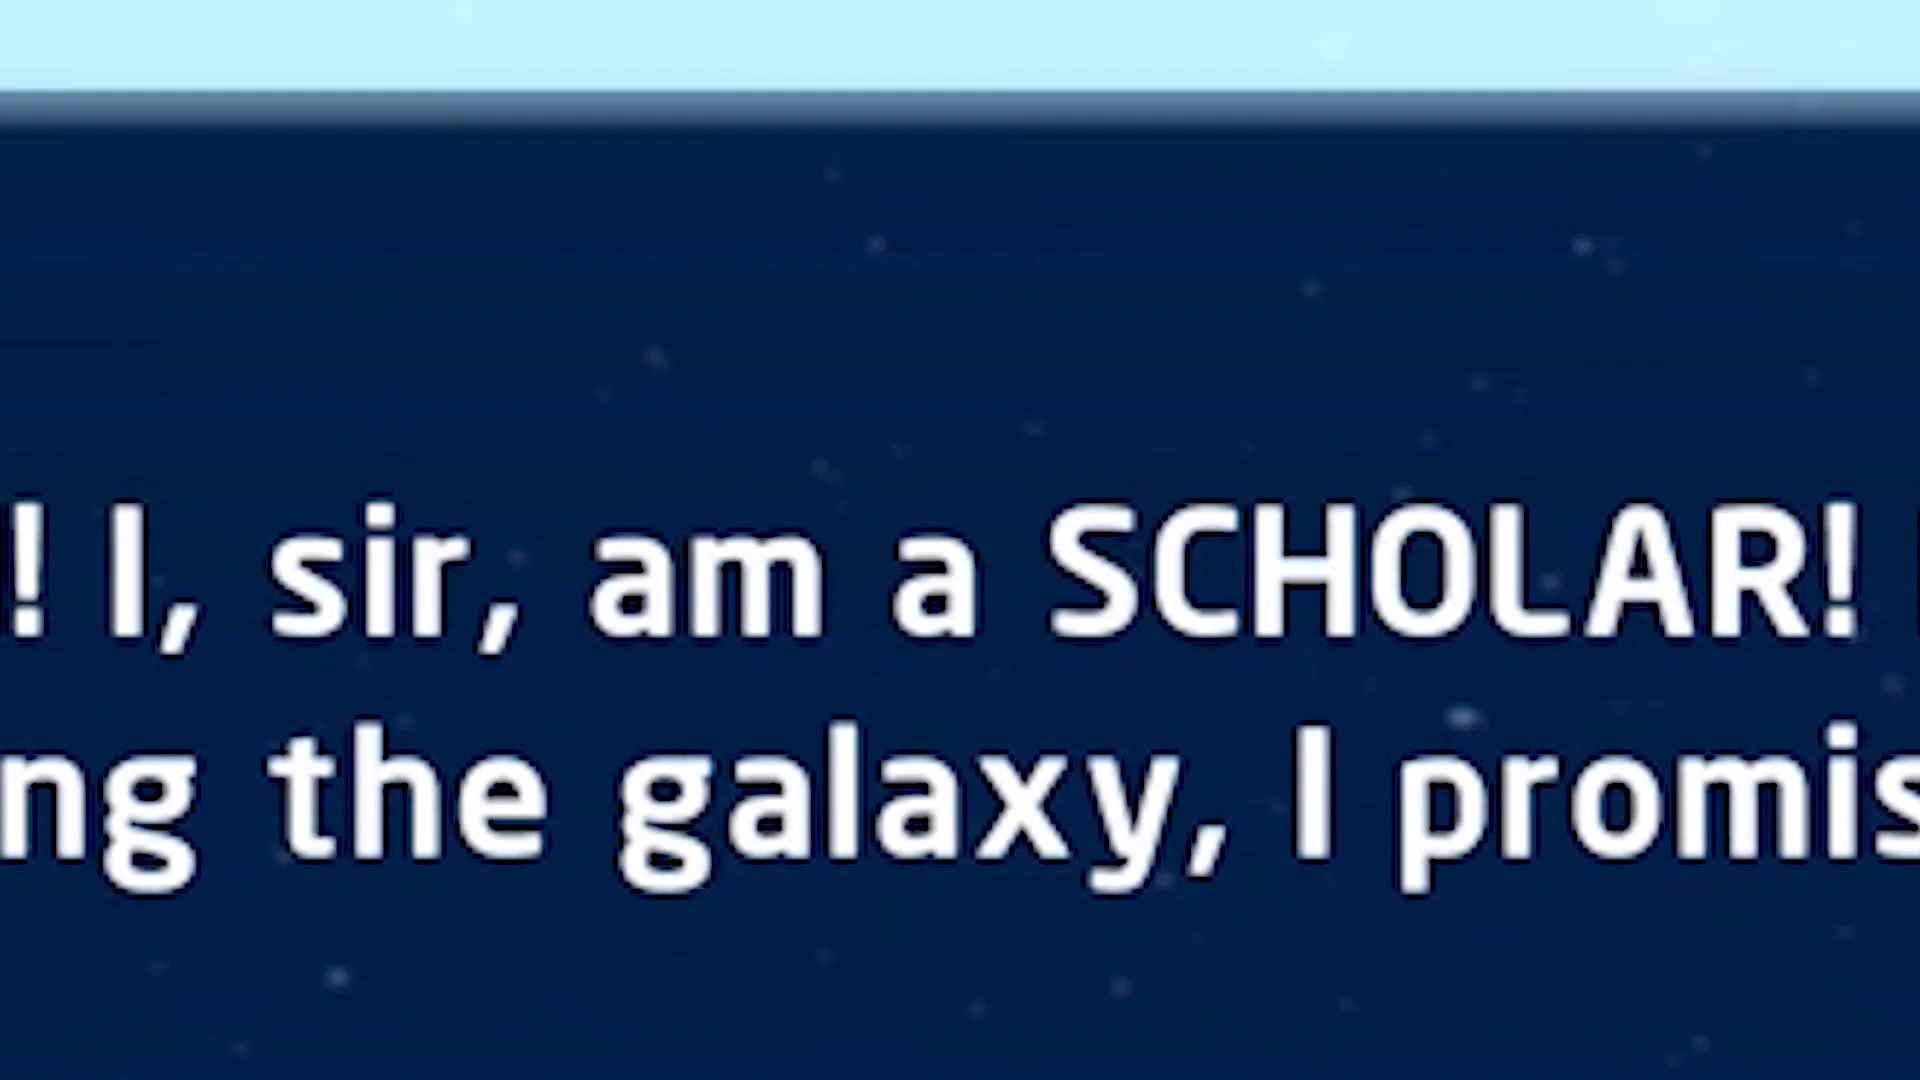 ! I, sir, am a SCHOLAR!
ng the galaxy, I promis